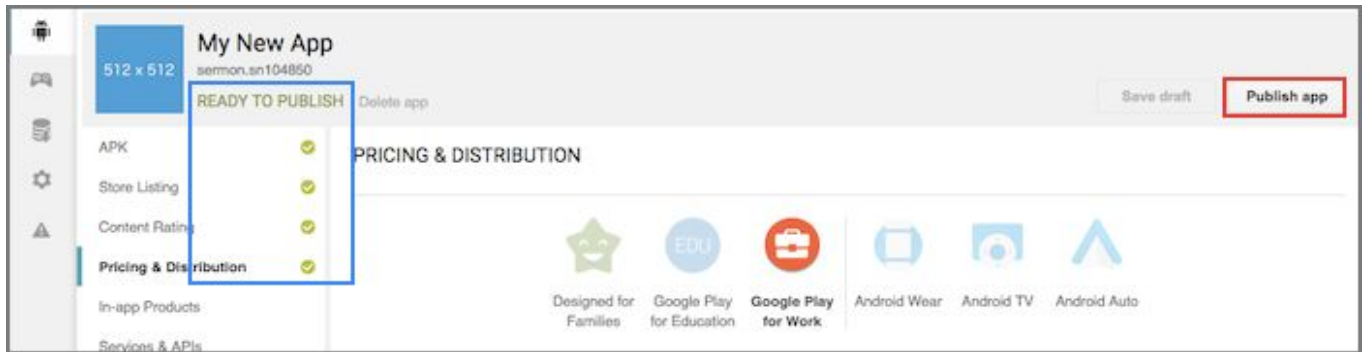 My New App
512 x 512
sermon.sn104850
READY TO PUBLISH
Delete app
Save draft
Publish app
APK
Store Listing
Content Rating
Pricing & Distribution
In-app Products
Services & APIs
PRICING & DISTRIBUTION
EDU
Designed for
Families
Google Play
for Education
Google Play
for Work
Android Wear
Android TV
Android Auto